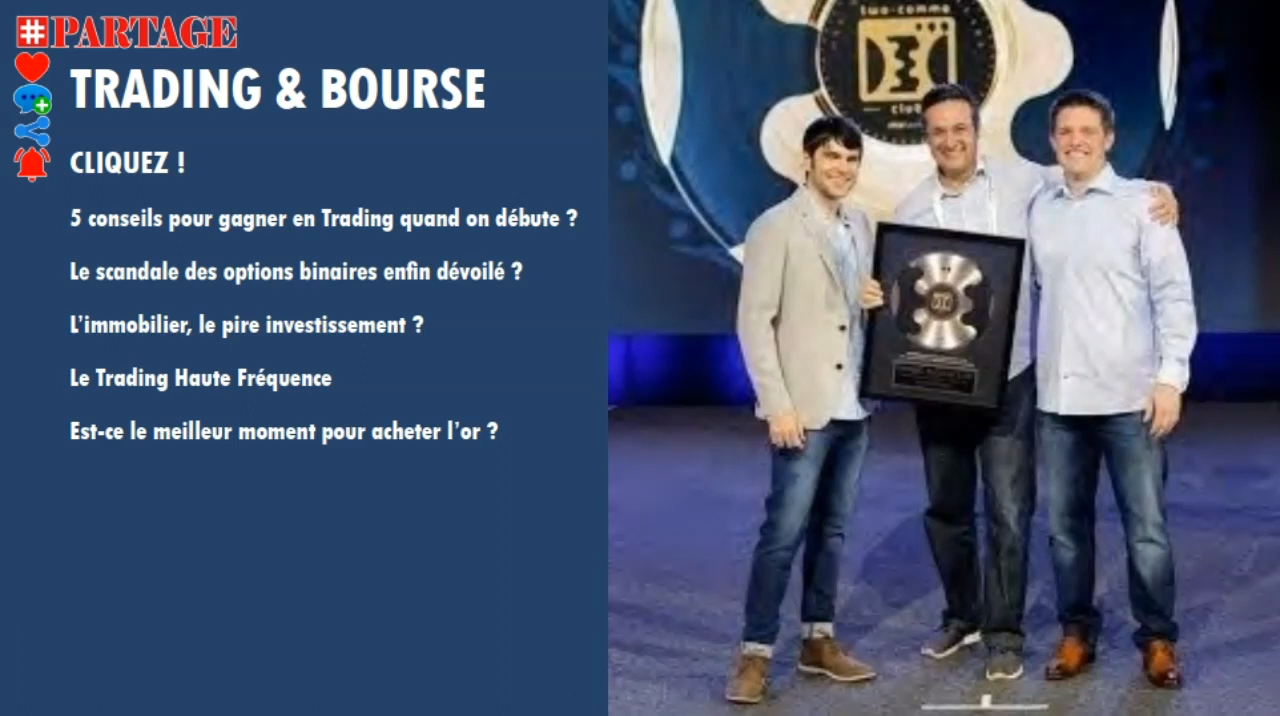 #PARTAGE
TRADING & BOURSE
CLIQUEZ !
5 conseils pour gagner en Trading quand on débute ?
Le scandale des options binaires enfin dévoilé ?
L'immobilier, le pire investissement ?
Le Trading Haute Fréquence
Est-ce le meilleur moment pour acheter l'or ?
two-comma
club